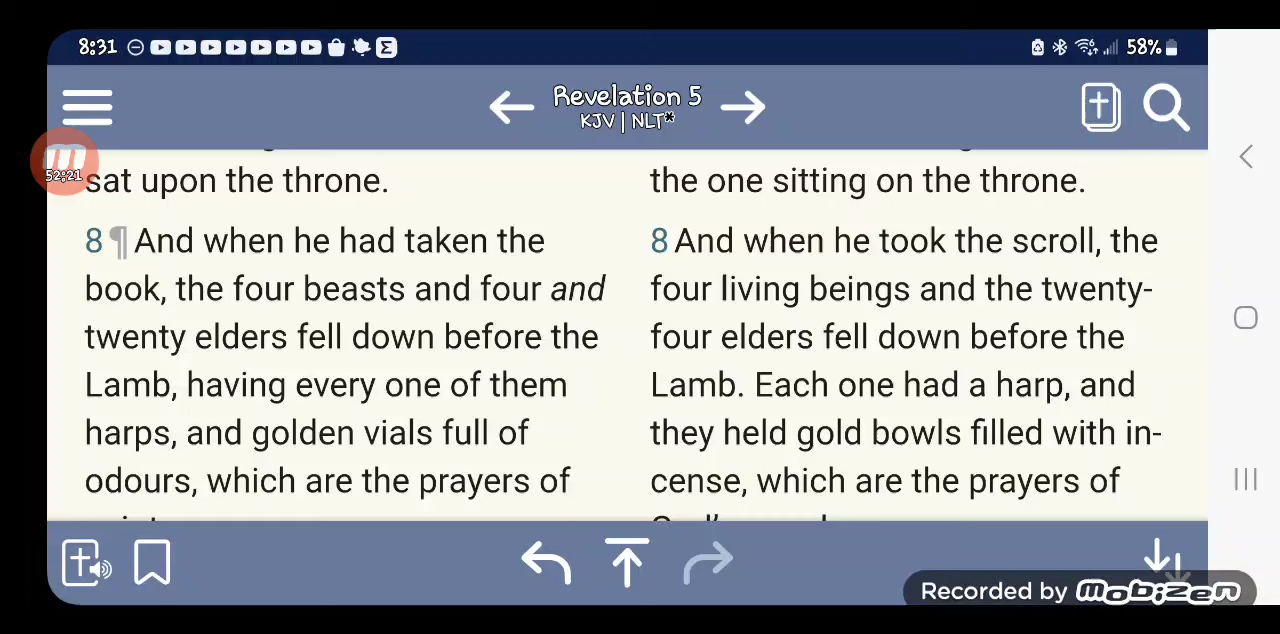 8:31
58%
Revelation 5
KJV | NLT*
52:21
sat upon the throne.
8 ¶ And when he had taken the
book, the four beasts and four and
twenty elders fell down before the
Lamb, having every one of them
harps, and golden vials full of
odours, which are the prayers of
the one sitting on the throne.
8 And when he took the scroll, the
four living beings and the twenty-
four elders fell down before the
Lamb. Each one had a harp, and
they held gold bowls filled with in-
cense, which are the prayers of
Recorded by mobizen